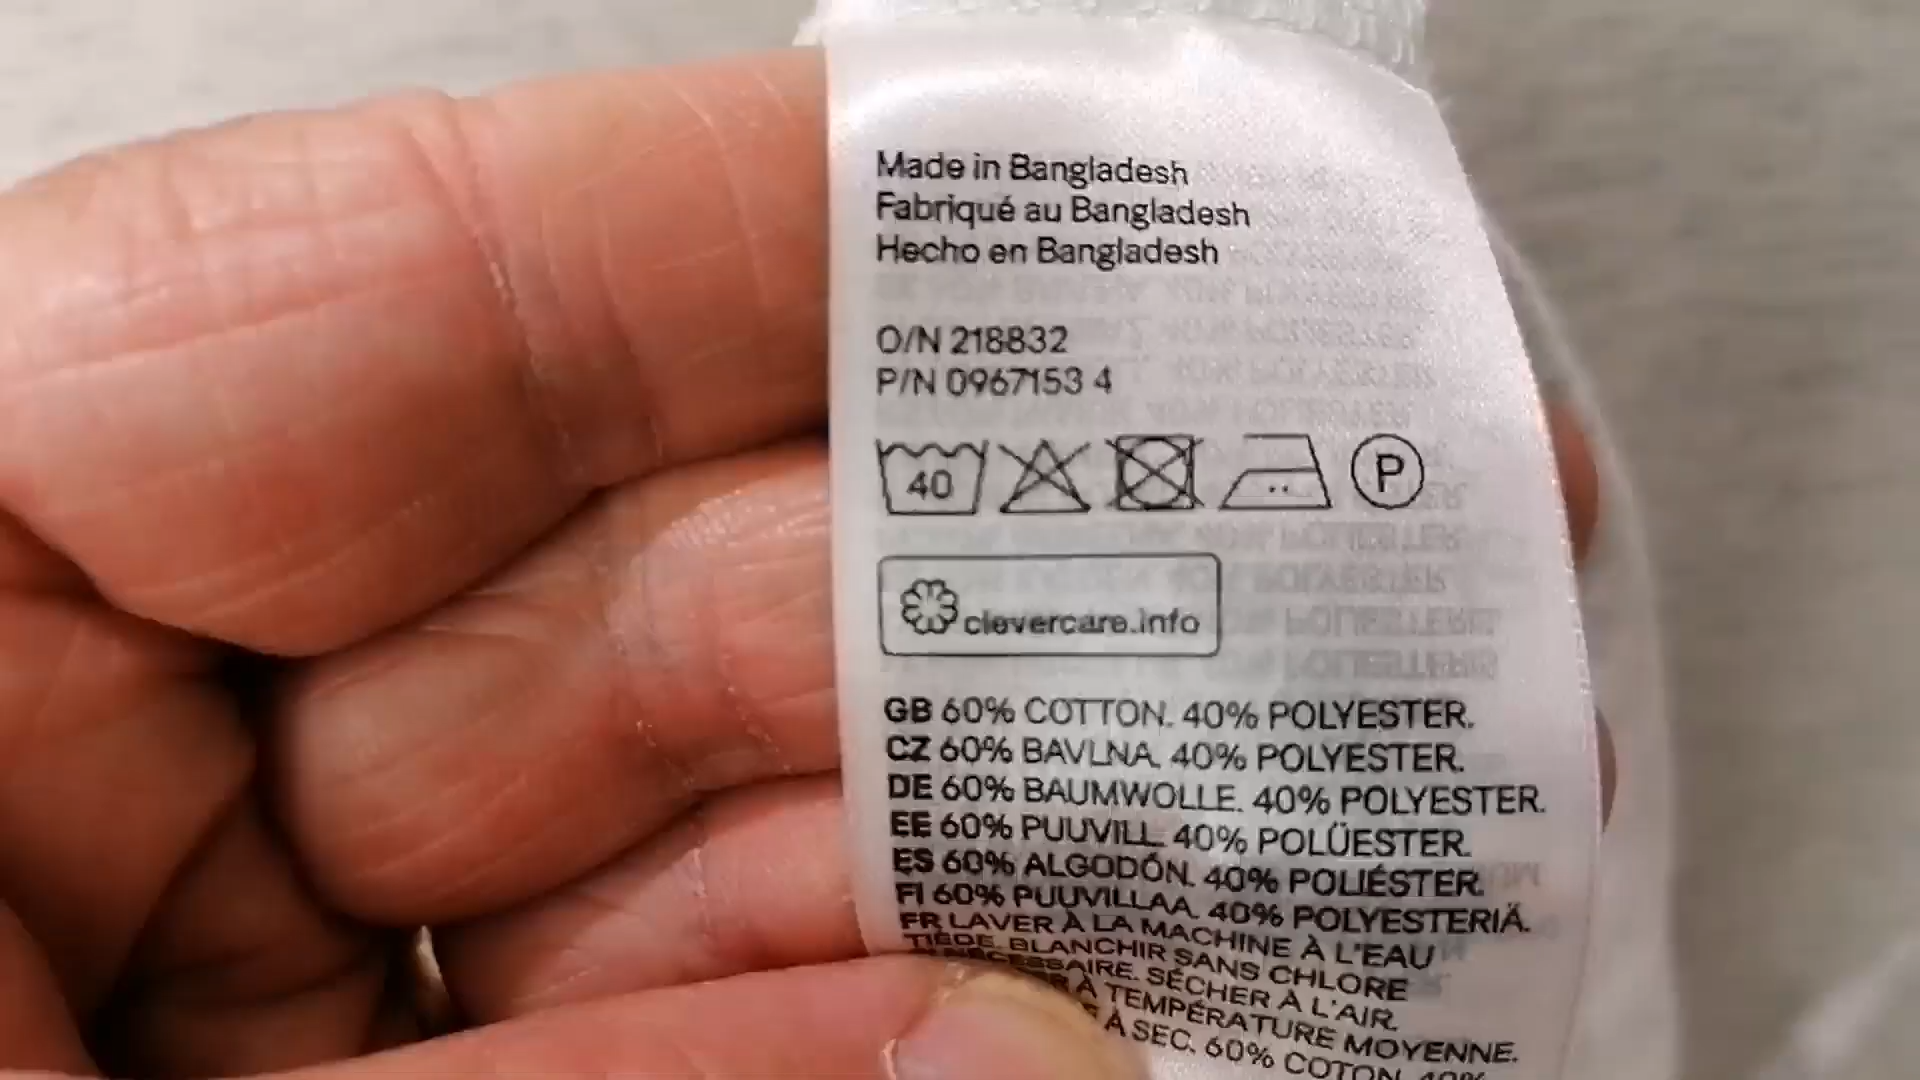 Made in Bangladesh
Fabriqué au Bangladesh
Hecho en Bangladesh
O/N 218832
P/N 0967153 4
40
P
clevercare.info
GB 60% COTTON. 40% POLYESTER.
CZ 60% BAVLNA. 40% POLYESTER.
DE 60% BAUMWOLLE. 40% POLYESTER.
EE 60% PUUVILL. 40% POLÜESTER.
ES 60% ALGODÓN. 40% POLIÉSTER.
FI 60% PUUVILLAA. 40% POLYESTERIÄ.
FR LAVER À LA MACHINE À L'EAU
TIÈDE. BLANCHIR SANS CHLORE
NÉCESSAIRE. SÉCHER À L'AIR.
À TEMPÉRATURE MOYENNE.
À SEC. 60% COTON. 40%